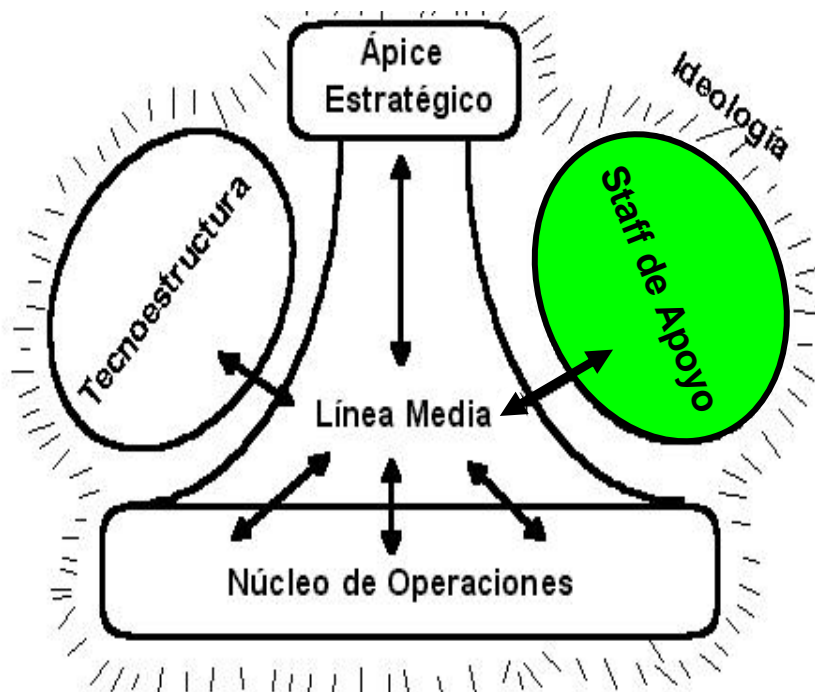 Ápice
Estratégico
Ideología
Tecnoestructura
Staff de Apoyo
Línea Media
Núcleo de Operaciones